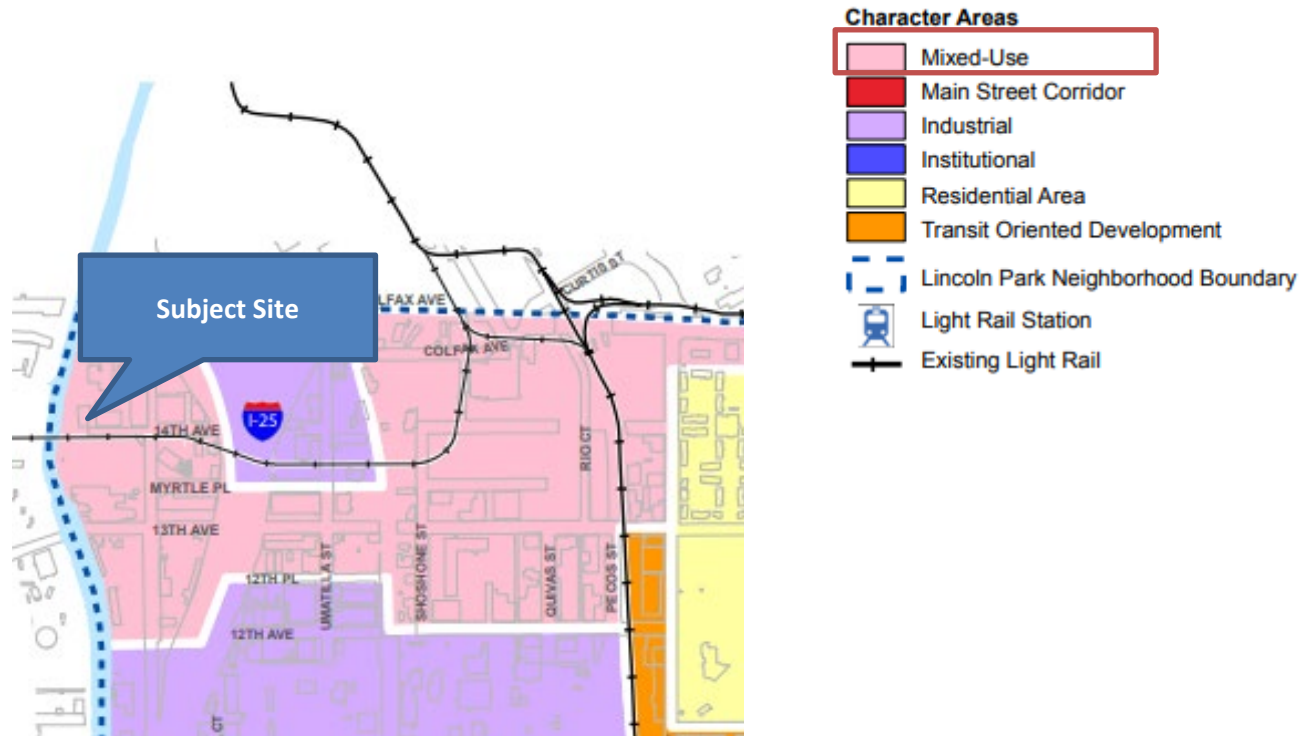 Subject Site
CURTIS ST
LFAX AVE
COLFAX AVE
I-25
14TH AVE
RIO CT
MYRTLE PL
13TH AVE
UMATILLA ST
SHOSHONE ST
QUIVAS ST
PECOS ST
12TH PL
12TH AVE
CT
Character Areas
Mixed-Use
Main Street Corridor
Industrial
Institutional
Residential Area
Transit Oriented Development
Lincoln Park Neighborhood Boundary
Light Rail Station
Existing Light Rail